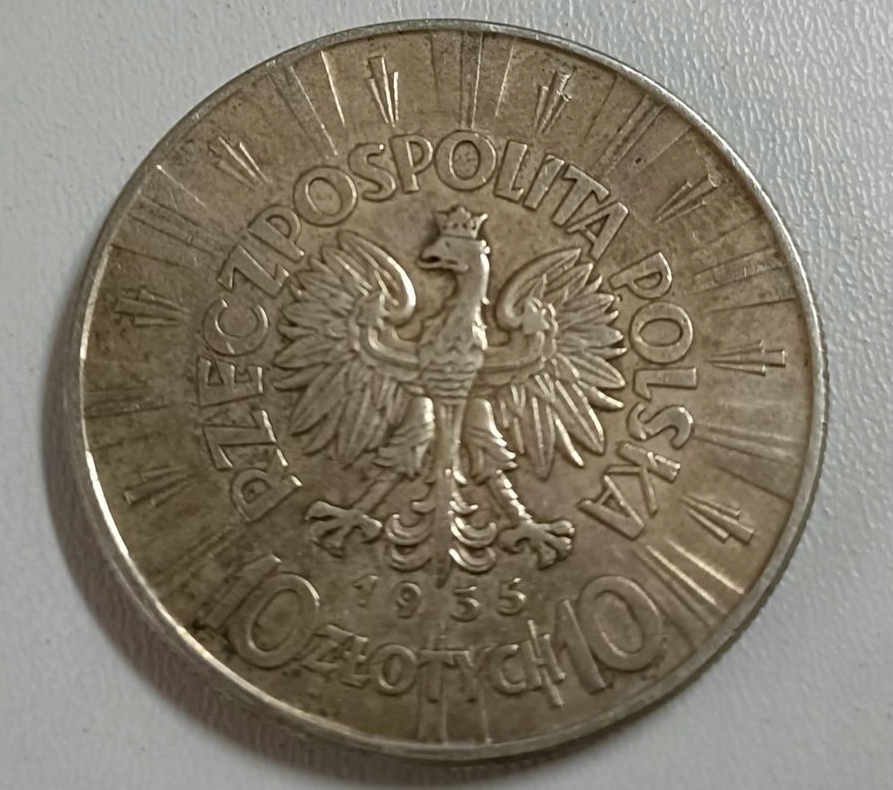 RZECZPOSPOLITA POLSKA
1935
10 ZŁOTYCH 10